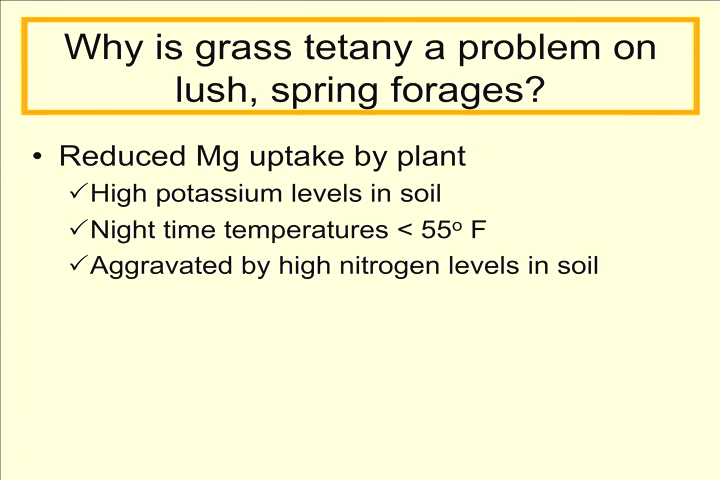 Why is grass tetany a problem on
lush, spring forages?
• Reduced Mg uptake by plant
✓High potassium levels in soil
✓Night time temperatures < 55º F
✓Aggravated by high nitrogen levels in soil